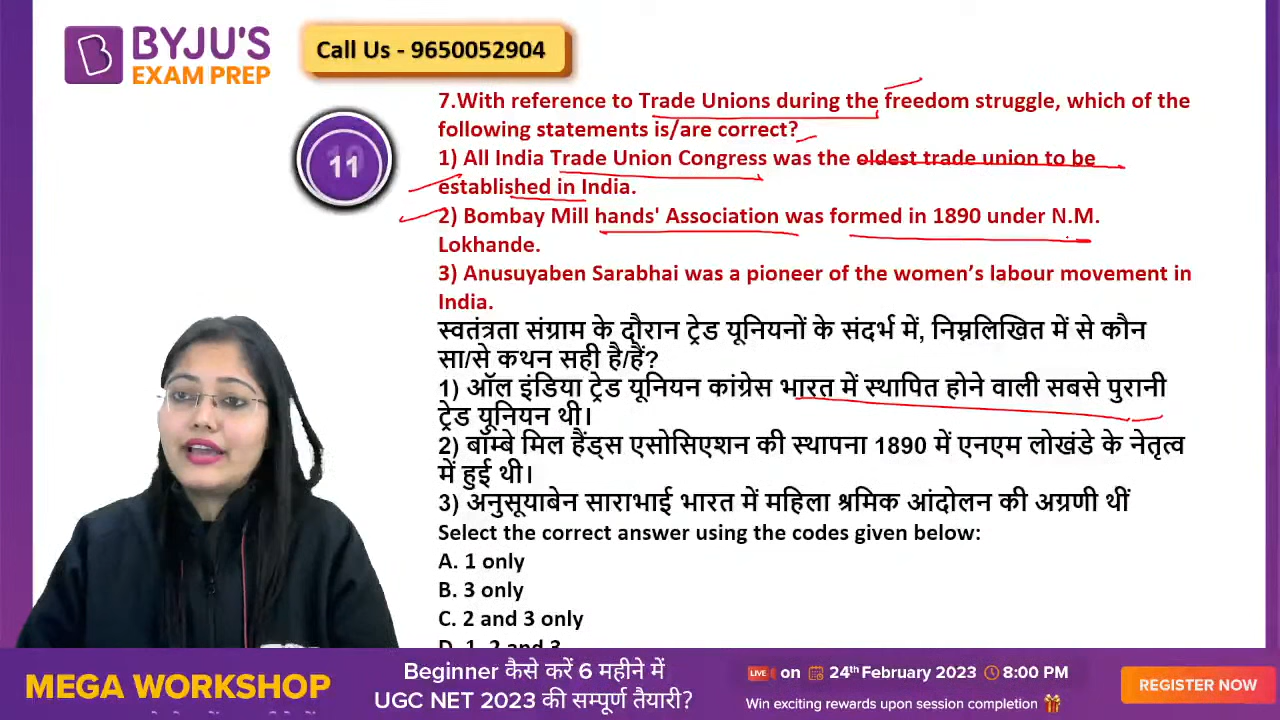 BYJU'S
EXAM PREP
Call Us - 9650052904
11
7.With reference to Trade Unions during the freedom struggle, which of the
following statements is/are correct?
1) All India Trade Union Congress was the oldest trade union to be
established in India.
2) Bombay Mill hands' Association was formed in 1890 under N.M.
Lokhande.
3) Anusuyaben Sarabhai was a pioneer of the women's labour movement in
India.
स्वतंत्रता संग्राम के दौरान ट्रेड यूनियनों के संदर्भ में, निम्नलिखित में से कौन
सा/से कथन सही है/हैं?
1) ऑल इंडिया ट्रेड यूनियन कांग्रेस भारत में स्थापित होने वाली सबसे पुरानी
ट्रेड यूनियन थी।
2) बॉम्बे मिल हैंड्स एसोसिएशन की स्थापना 1890 में एनएम लोखंडे के नेतृत्व
में हुई थी।
3) अनुसूयाबेन साराभाई भारत में महिला श्रमिक आंदोलन की अग्रणी थीं
Select the correct answer using the codes given below:
A. 1 only
B. 3 only
C. 2 and 3 only
D. 1, 2 and 3
MEGA WORKSHOP
Beginner कैसे करें 6 महीने में
UGC NET 2023 की सम्पूर्ण तैयारी?
LIVE on 24th February 2023 8:00 PM
Win exciting rewards upon session completion
REGISTER NOW